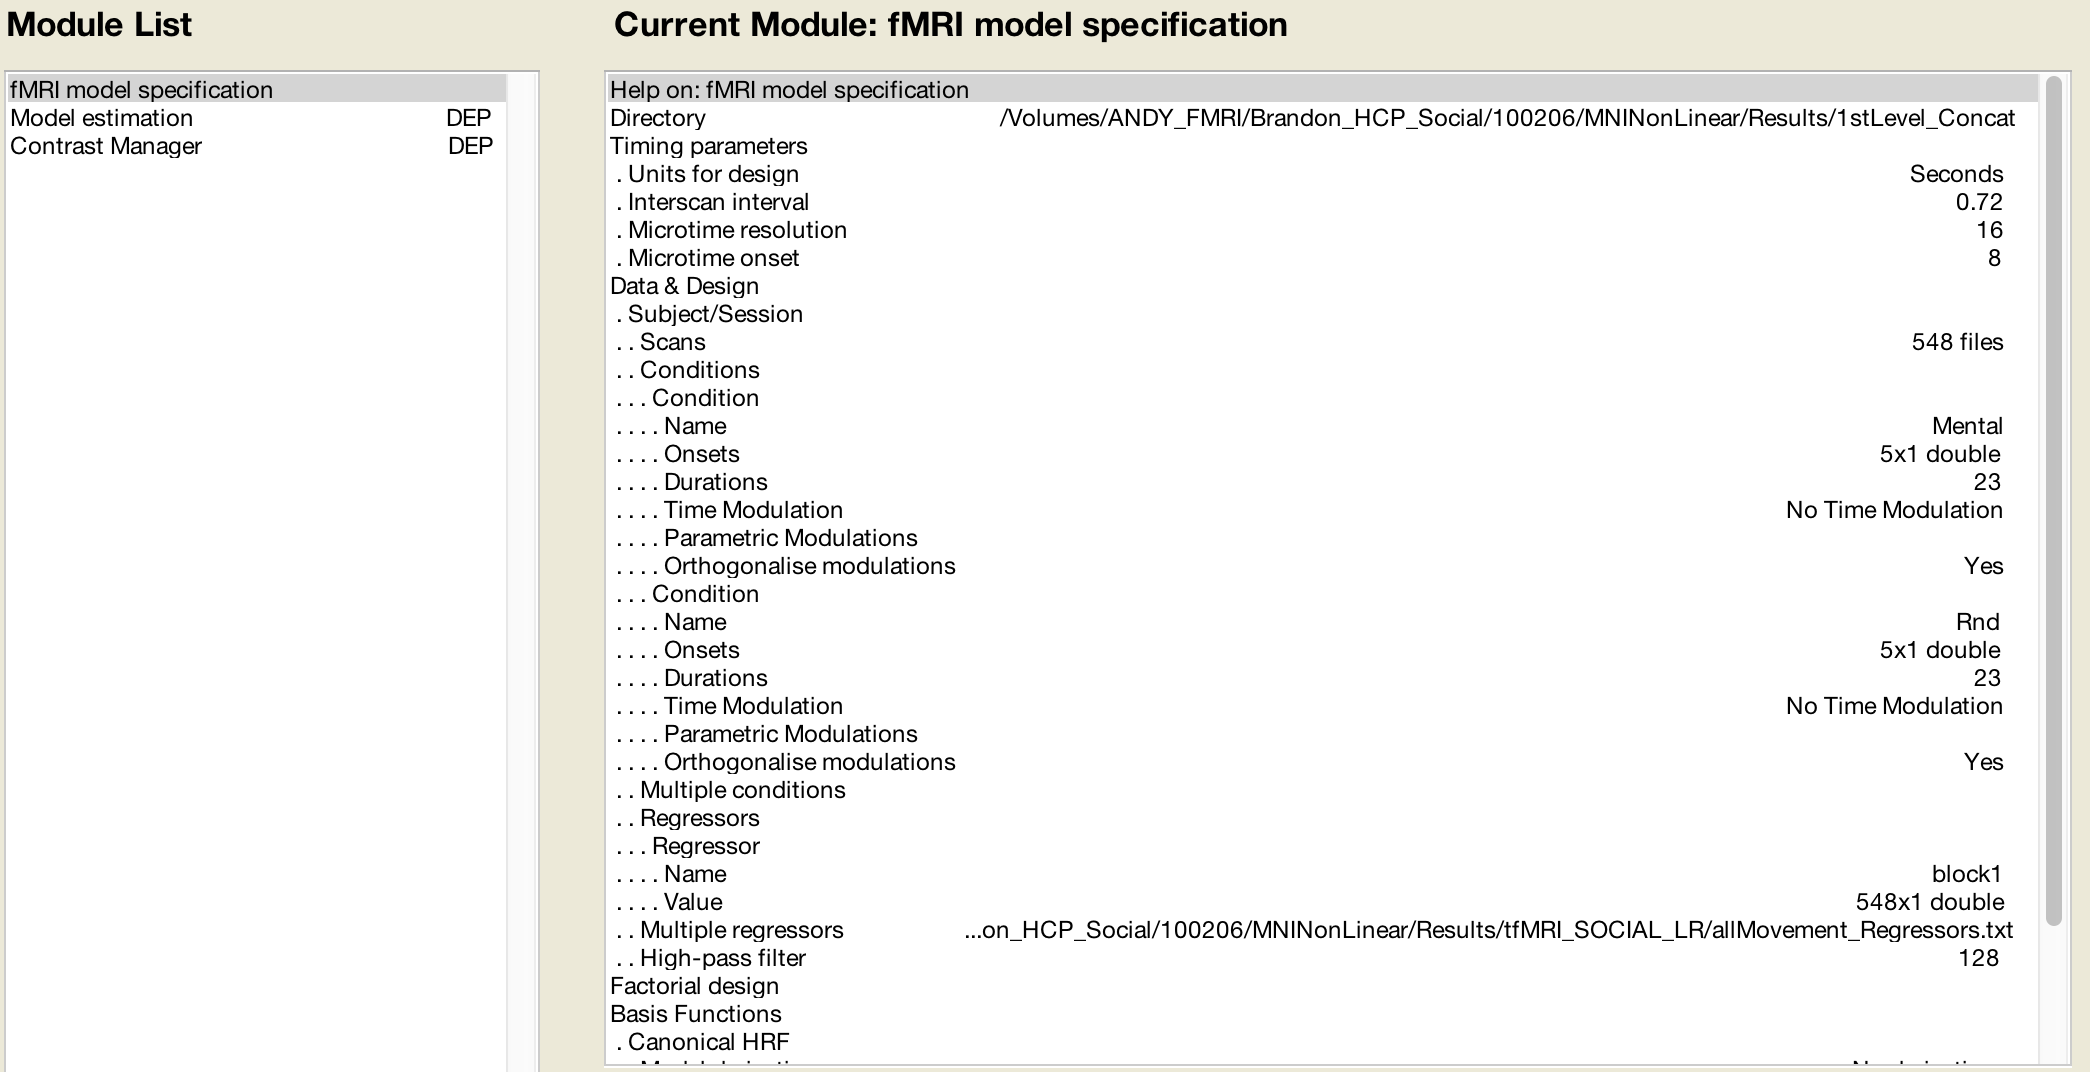 Module List
fMRI model specification
Model estimation DEP
Contrast Manager DEP
Current Module: fMRI model specification
Help on: fMRI model specification
Directory /Volumes/ANDY_FMRI/Brandon_HCP_Social/100206/MNINonLinear/Results/1stLevel_Concat
Timing parameters
. Units for design Seconds
. Interscan interval 0.72
. Microtime resolution 16
. Microtime onset 8
Data & Design
. Subject/Session
. . Scans 548 files
. . Conditions
. . . Condition
. . . . Name Mental
. . . . Onsets 5x1 double
. . . . Durations 23
. . . . Time Modulation No Time Modulation
. . . . Parametric Modulations
. . . . Orthogonalise modulations Yes
. . . Condition
. . . . Name Rnd
. . . . Onsets 5x1 double
. . . . Durations 23
. . . . Time Modulation No Time Modulation
. . . . Parametric Modulations
. . . . Orthogonalise modulations Yes
. . Multiple conditions
. . Regressors
. . . Regressor
. . . . Name block1
. . . . Value 548x1 double
. . Multiple regressors ...on_HCP_Social/100206/MNINonLinear/Results/tfMRI_SOCIAL_LR/allMovement_Regressors.txt
. . High-pass filter 128
Factorial design
Basis Functions
. Canonical HRF